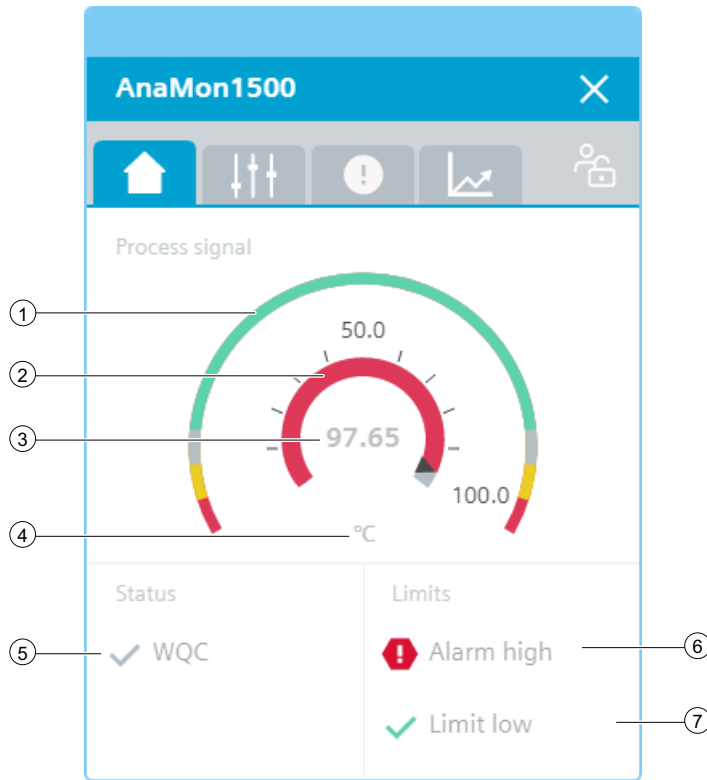 AnaMon1500
Process signal
1
50.0
2
3
97.65
100.0
4
°C
Status
Limits
5
WQC
Alarm high
6
Limit low
7